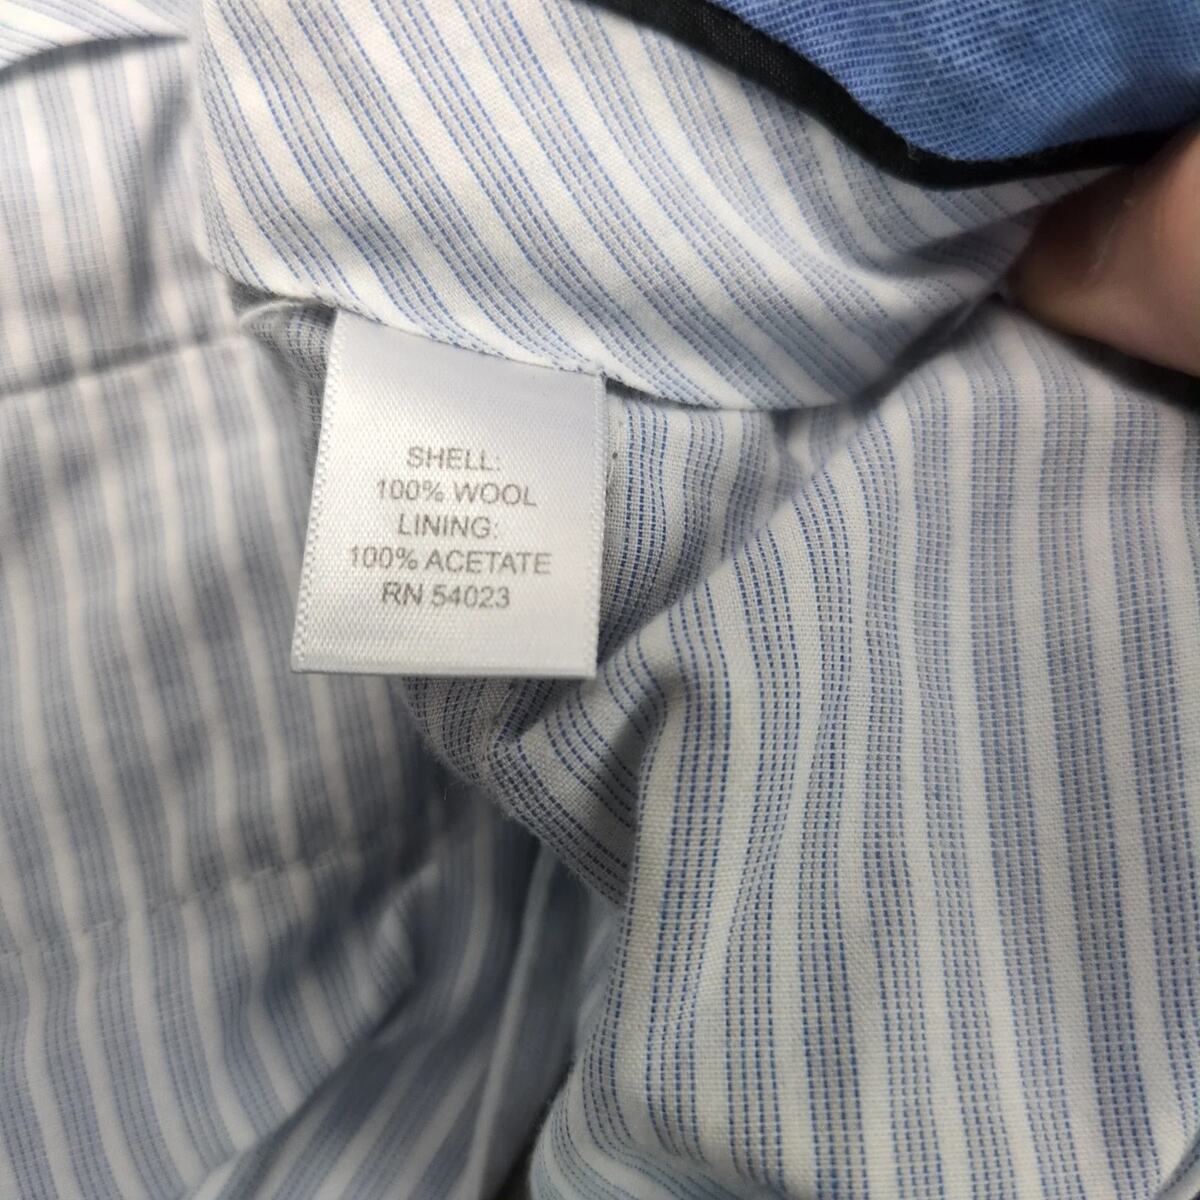 SHELL:
100% WOOL
LINING:
100% ACETATE
RN 54023